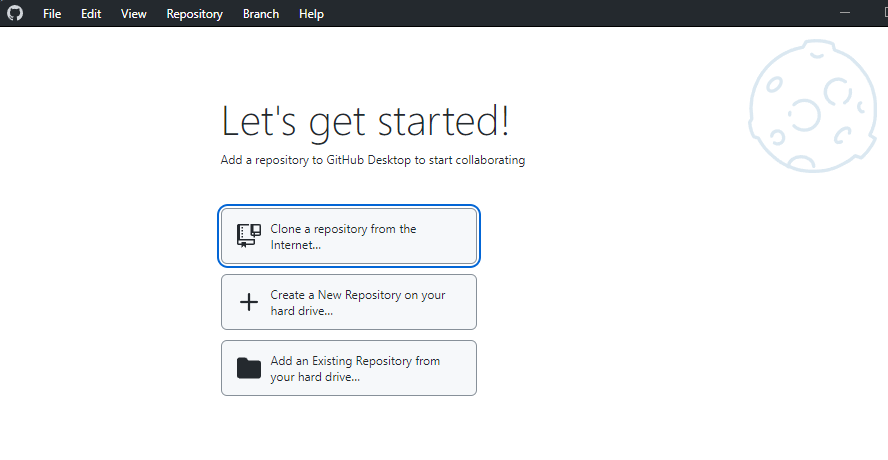 File Edit View Repository Branch Help
Let's get started!
Add a repository to GitHub Desktop to start collaborating
Clone a repository from the
Internet...
Create a New Repository on your
hard drive...
Add an Existing Repository from
your hard drive...